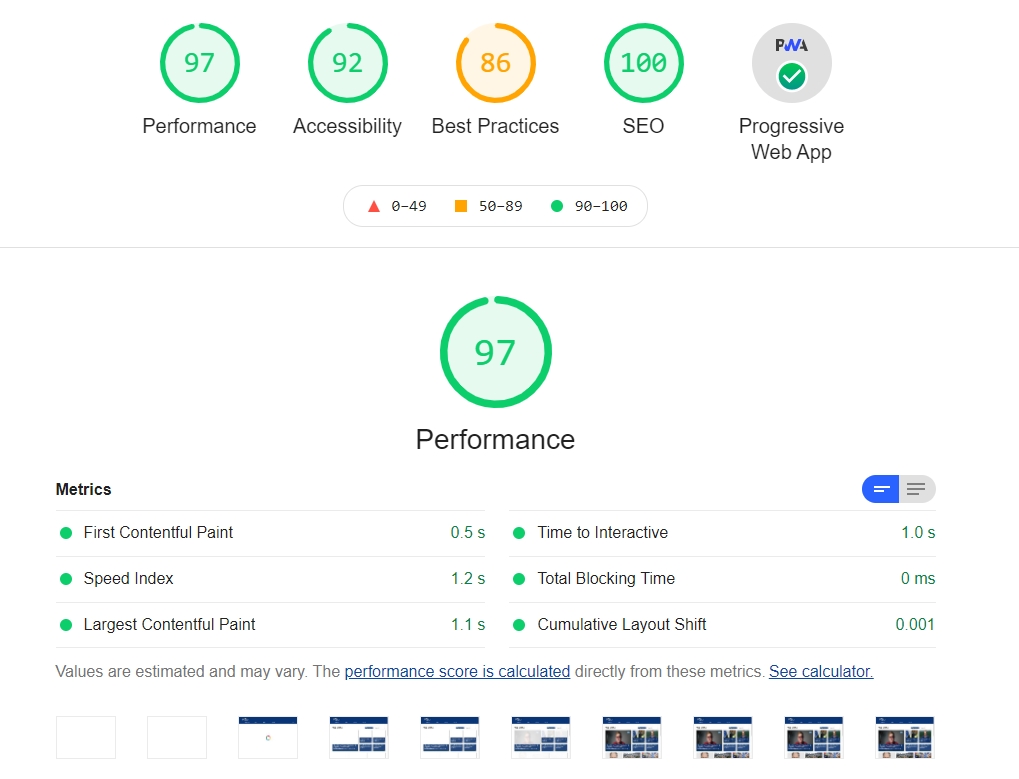 97 92 86 100 PWA
Performance Accessibility Best Practices SEO Progressive
Web App
0–49 50–89 90–100
97
Performance
Metrics
First Contentful Paint 0.5 s Time to Interactive 1.0 s
Speed Index 1.2 s Total Blocking Time 0 ms
Largest Contentful Paint 1.1 s Cumulative Layout Shift 0.001
Values are estimated and may vary. The performance score is calculated directly from these metrics. See calculator.